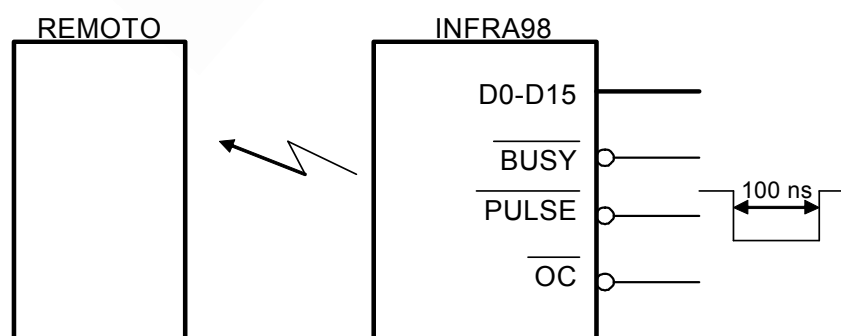 REMOTO
INFRA98
D0-D15
BUSY
PULSE
100 ns
OC